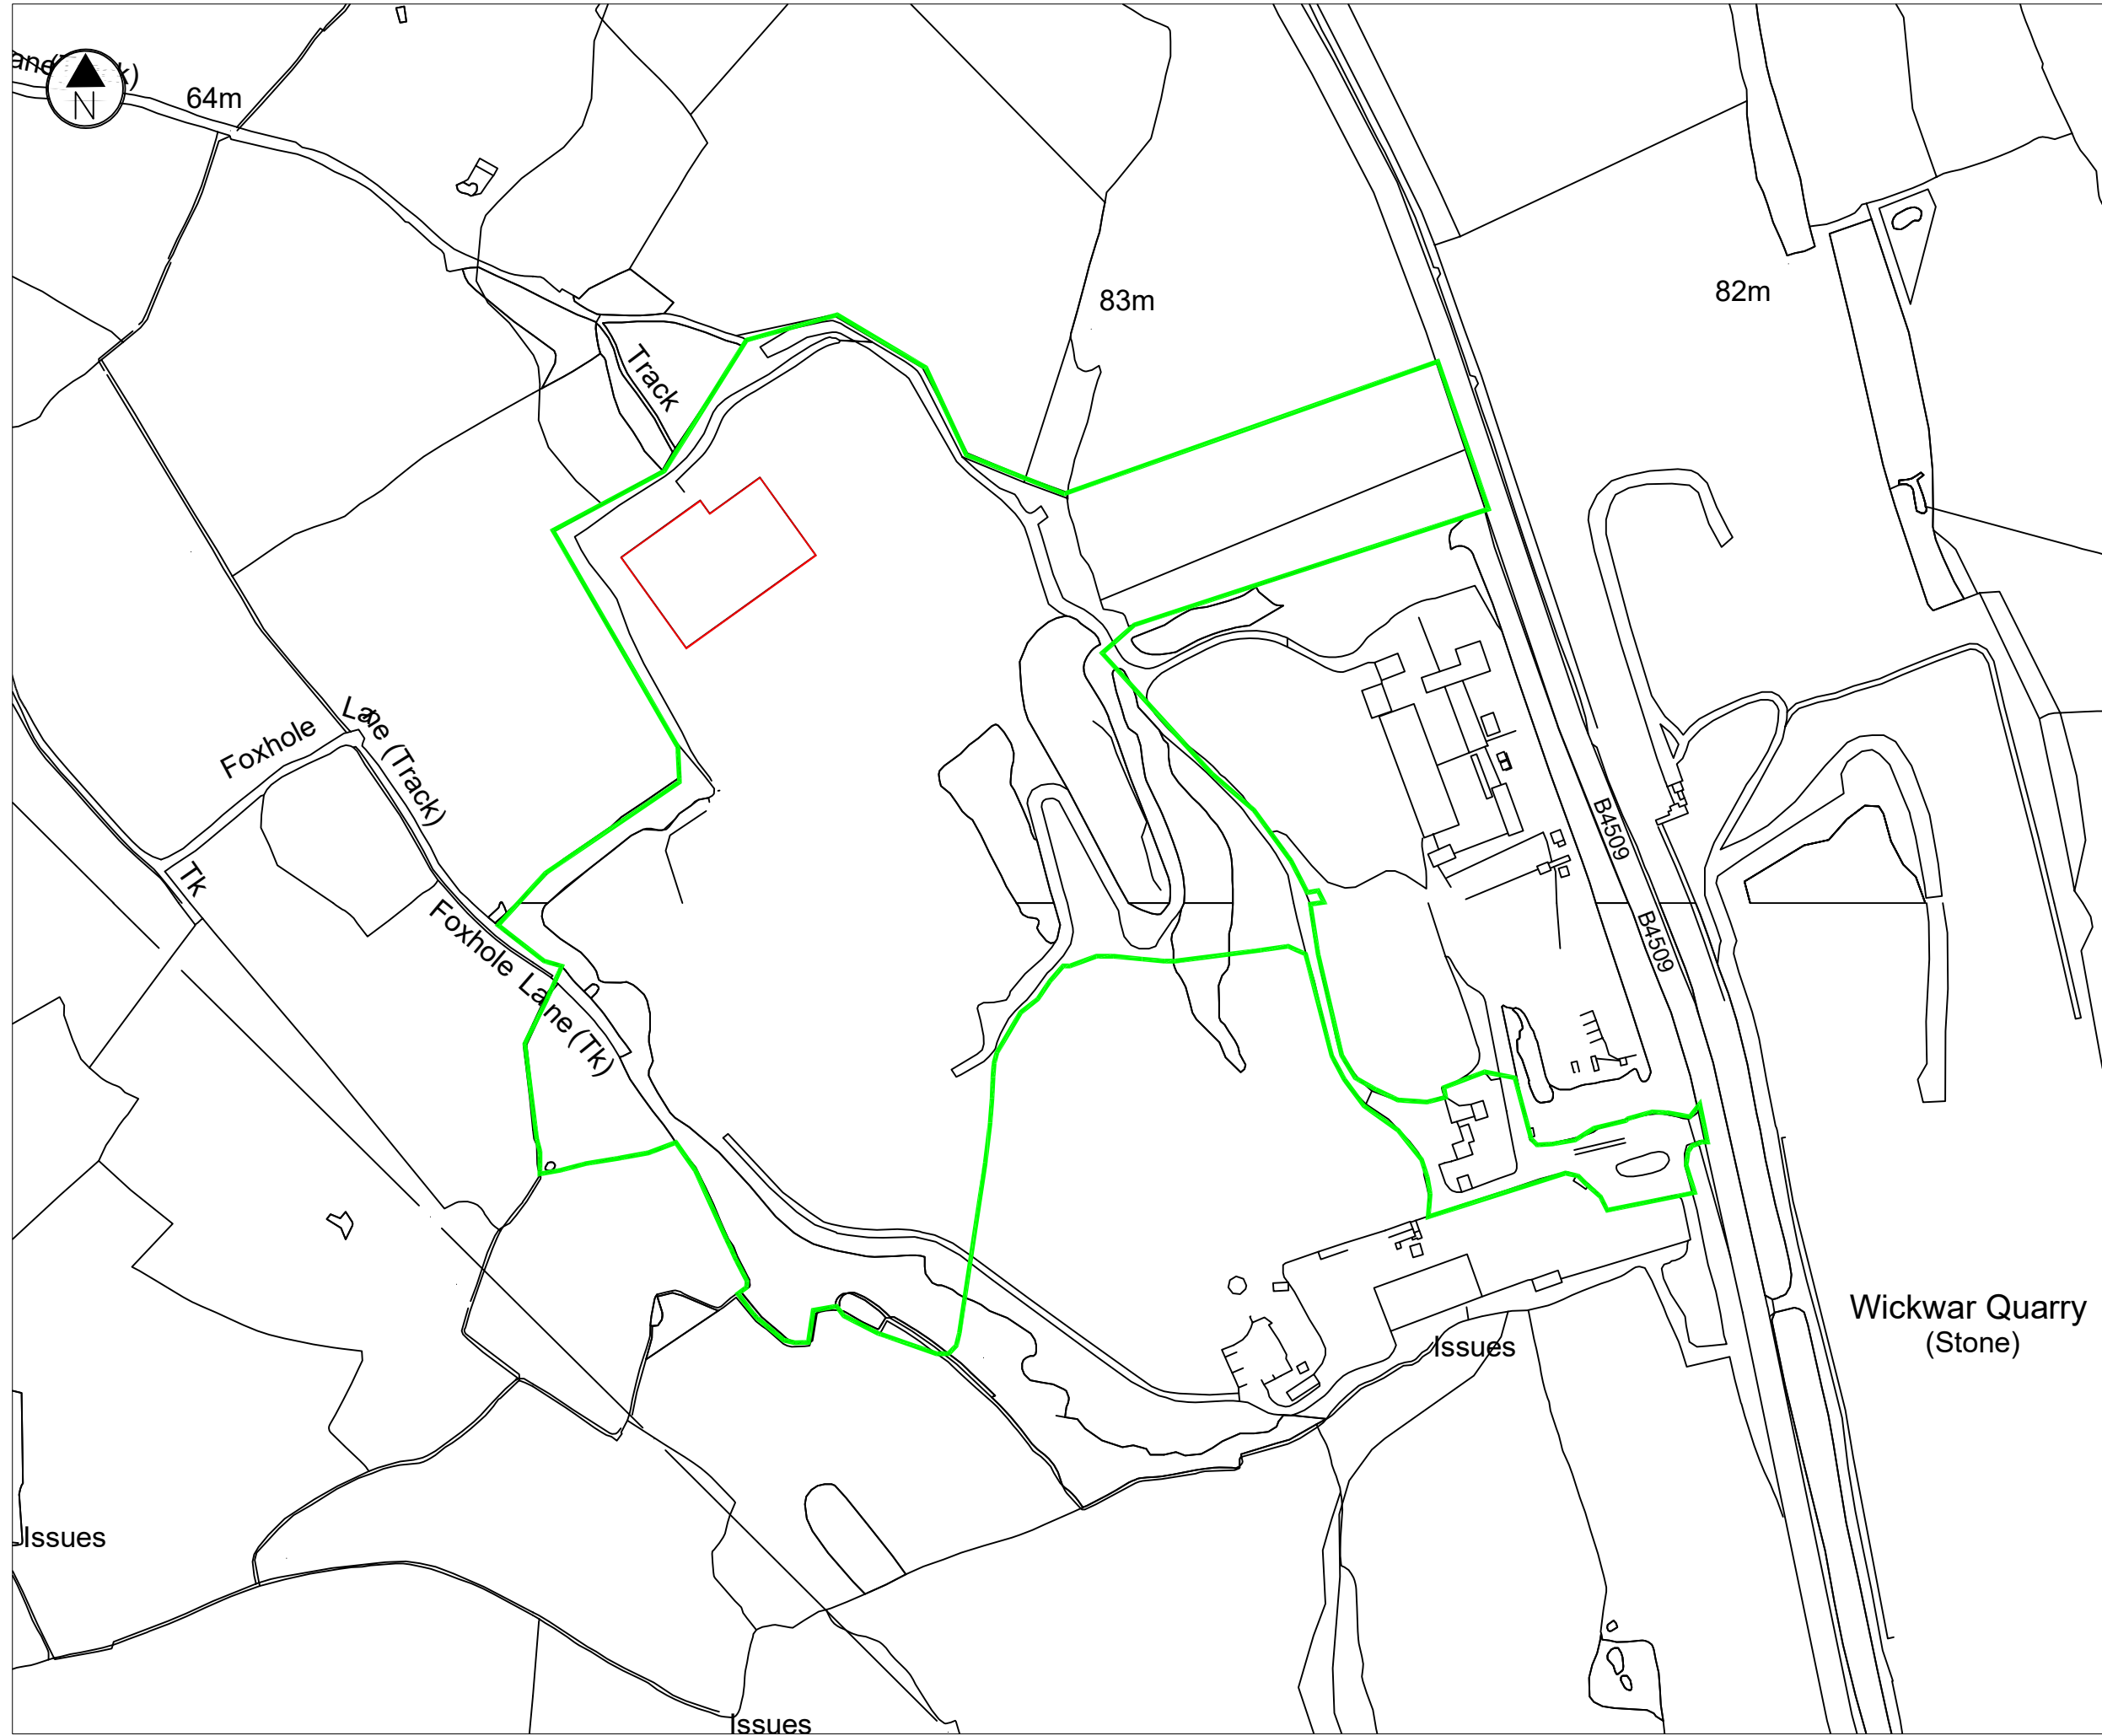 64m
N
83m
82m
Track
Foxhole
Lane (Track)
Tk
B4509
Foxhole Lane (Tk)
B4509
Wickwar Quarry
(Stone)
Issues
Issues
Issues